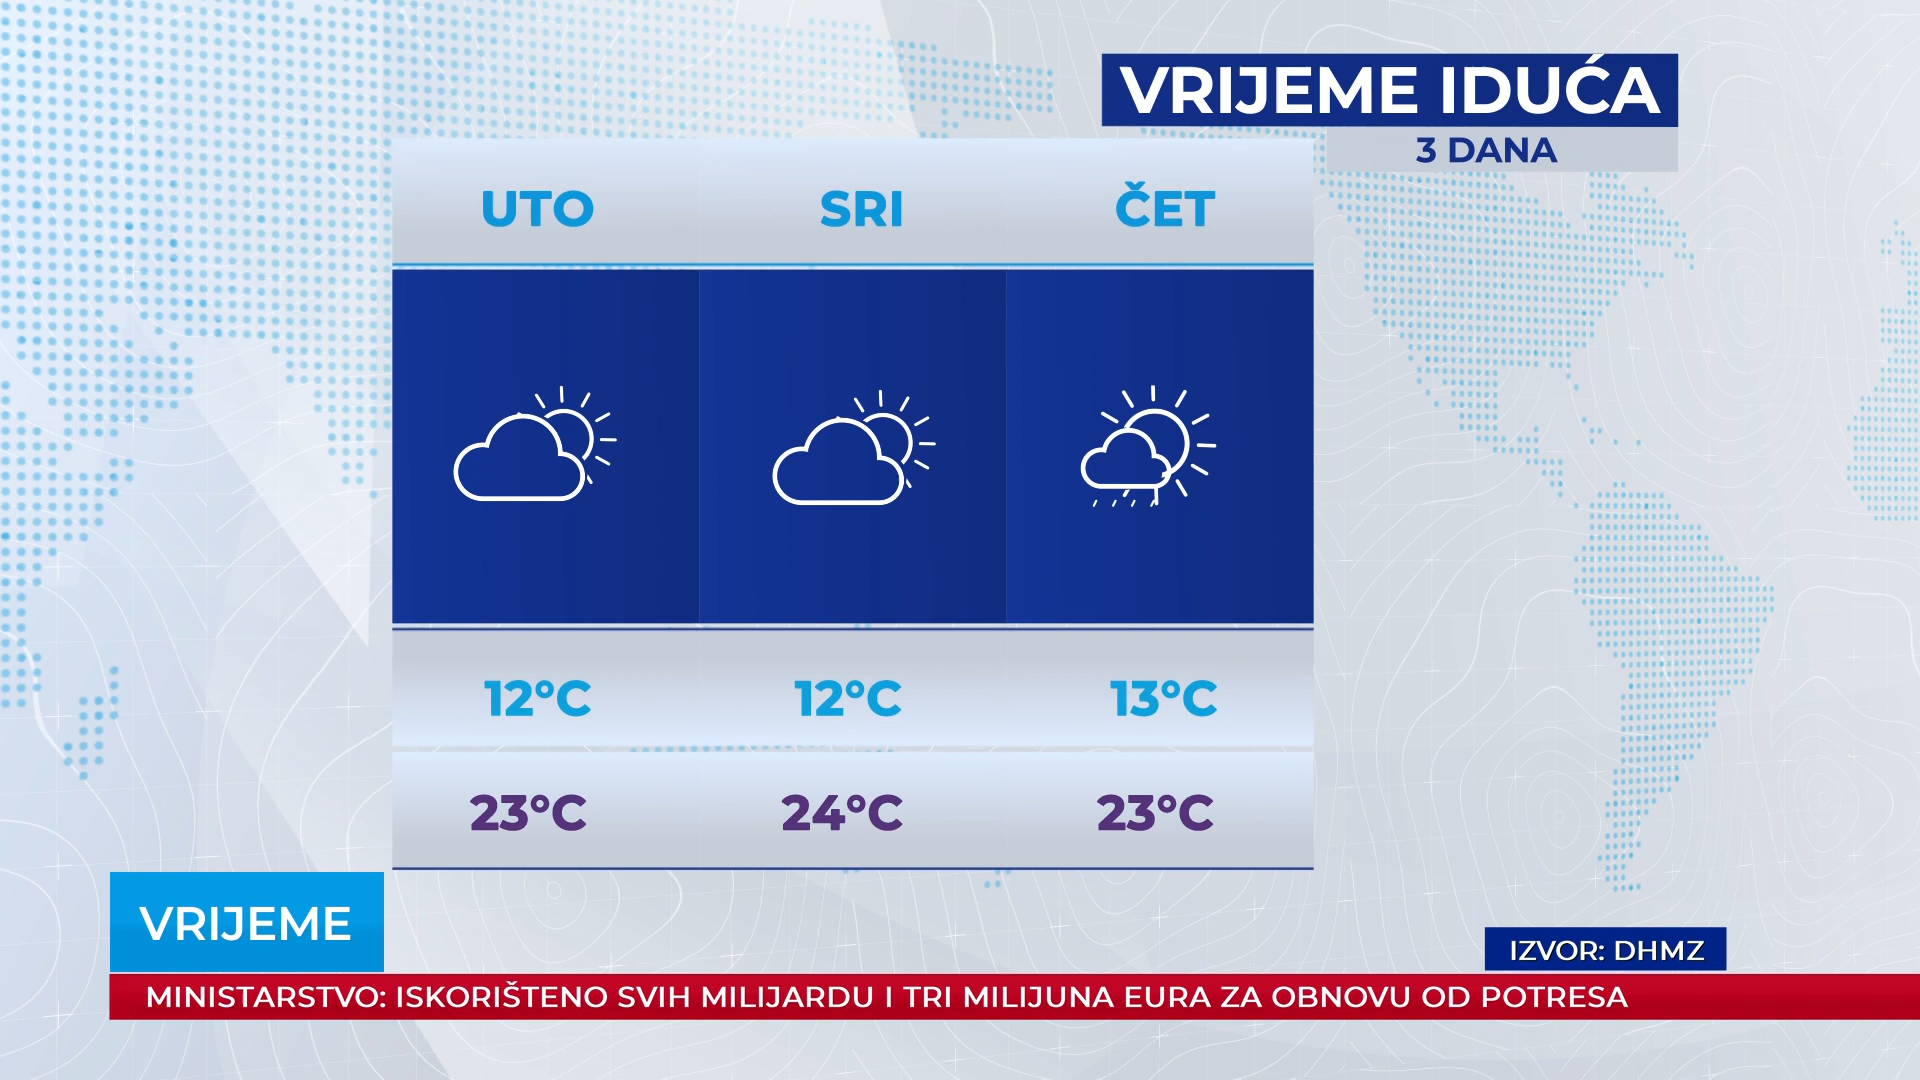 VRIJEME IDUĆA
3 DANA
UTO SRI ČET
12°C 12°C 13°C
23°C 24°C 23°C
VRIJEME
IZVOR: DHMZ
MINISTARSTVO: ISKORIŠTENO SVIH MILIJARDU I TRI MILIJUNA EURA ZA OBNOVU OD POTRESA